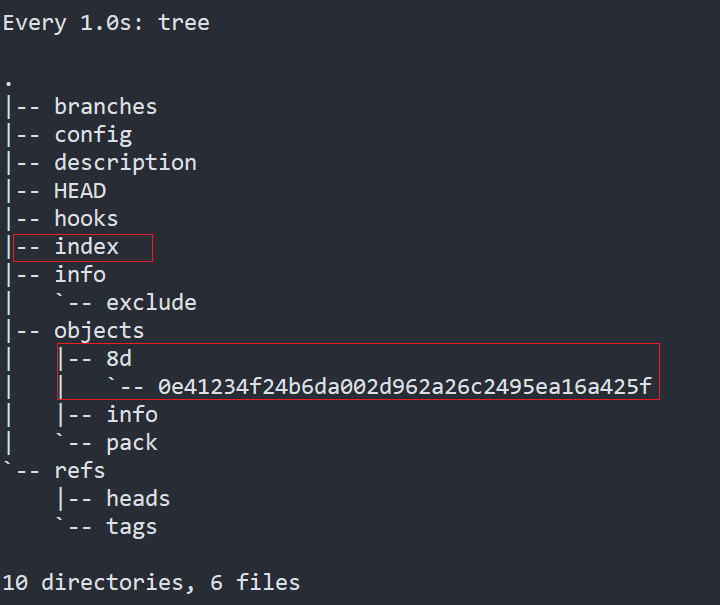 Every 1.0s: tree
.
|-- branches
|-- config
|-- description
|-- HEAD
|-- hooks
|-- index
|-- info
|   `-- exclude
|-- objects
|   |-- 8d
|   |   `-- 0e41234f24b6da002d962a26c2495ea16a425f
|   |-- info
|   `-- pack
`-- refs
    |-- heads
    `-- tags
10 directories, 6 files